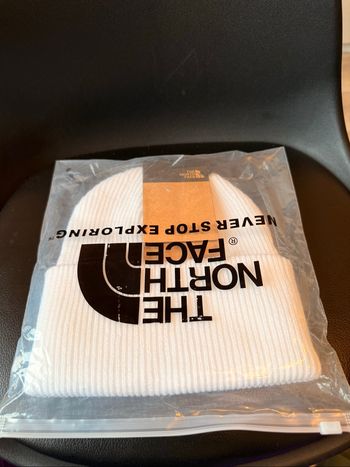 THE
NORTH
FACE®
NEVER STOP EXPLORING™